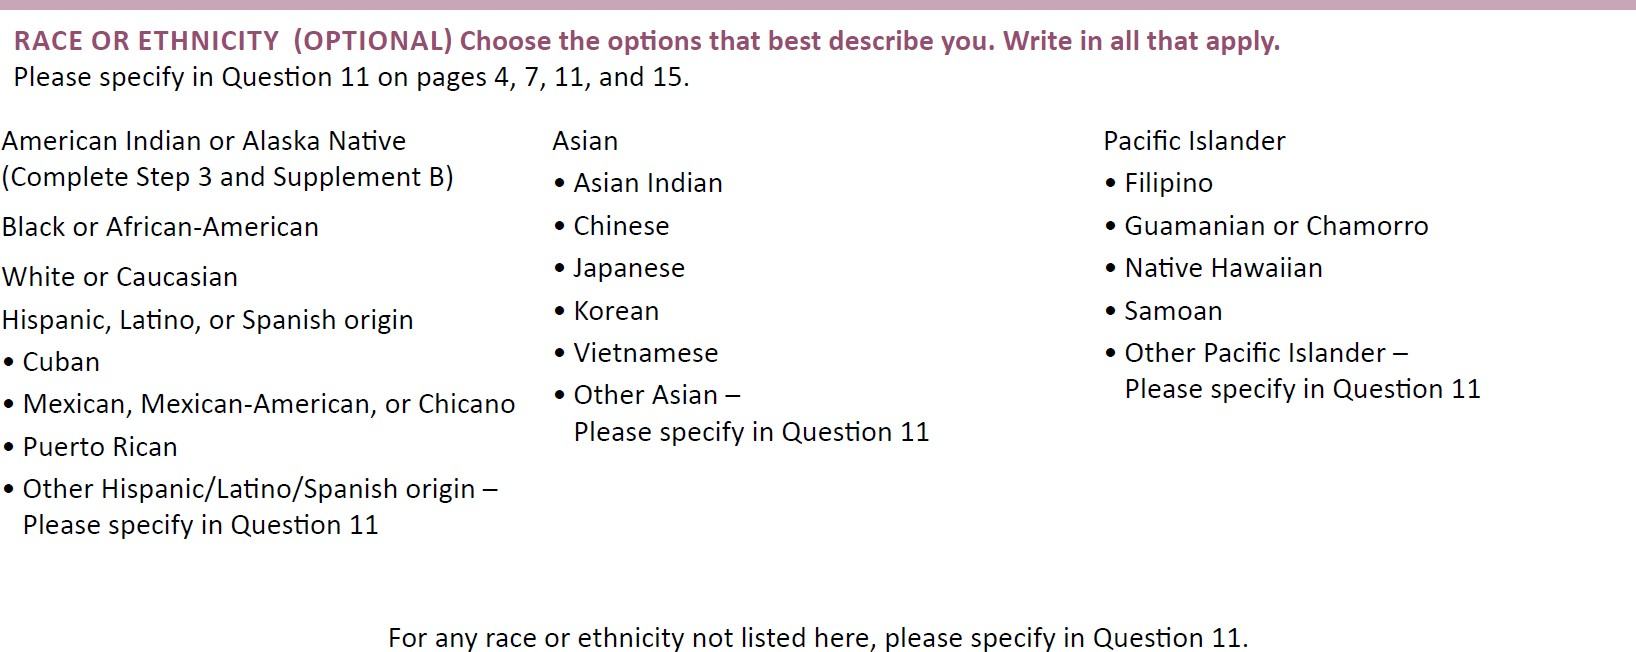 RACE OR ETHNICITY (OPTIONAL) Choose the options that best describe you. Write in all that apply.
Please specify in Question 11 on pages 4, 7, 11, and 15.
American Indian or Alaska Native
(Complete Step 3 and Supplement B)
Black or African-American
White or Caucasian
Hispanic, Latino, or Spanish origin
• Cuban
• Mexican, Mexican-American, or Chicano
• Puerto Rican
• Other Hispanic/Latino/Spanish origin –
Please specify in Question 11
Asian
• Asian Indian
• Chinese
• Japanese
• Korean
• Vietnamese
• Other Asian –
Please specify in Question 11
Pacific Islander
• Filipino
• Guamanian or Chamorro
• Native Hawaiian
• Samoan
• Other Pacific Islander –
Please specify in Question 11
For any race or ethnicity not listed here, please specify in Question 11.